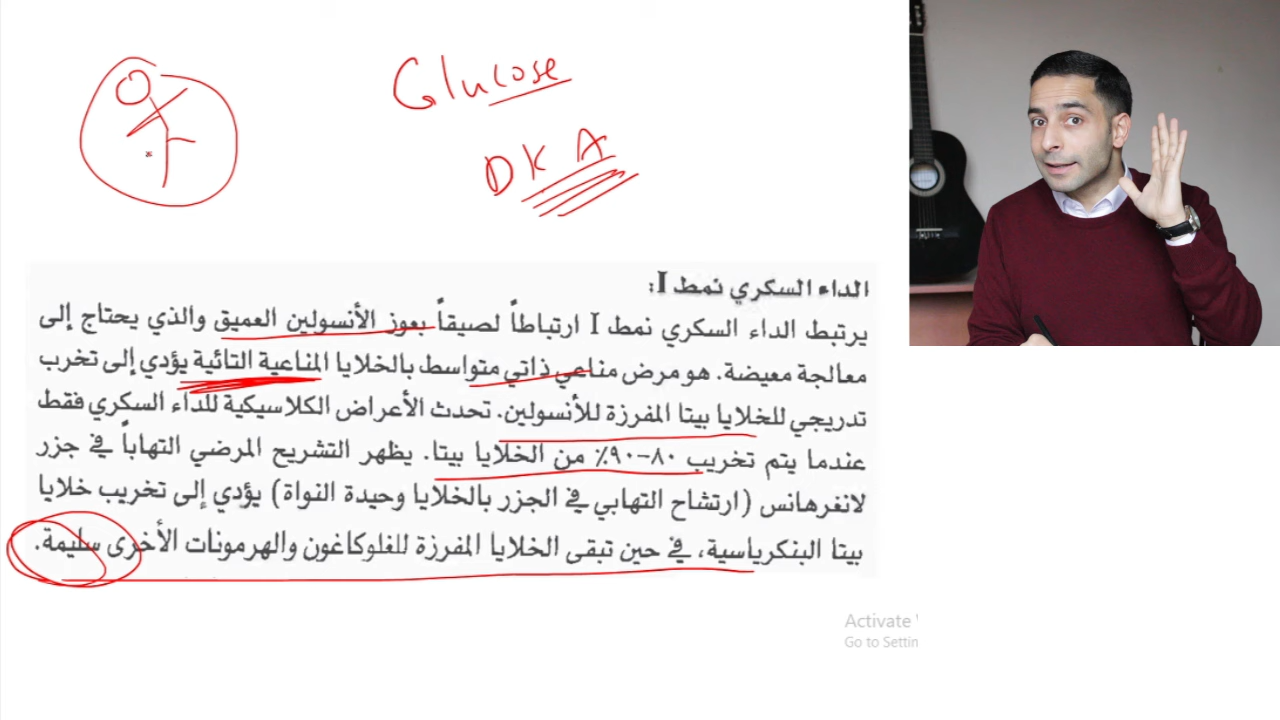 Glucose
DKA
الداء السكري نمط I:
يرتبط الداء السكري نمط I ارتباطاً لصيقاً بعوز الأنسولين العميق والذي يحتاج إلى
معالجة معيضة. هو مرض مناعي ذاتي متواسط بالخلايا المناعية التائية يؤدي إلى تخرب
تدريجي للخلايا بيتا المفرزة للأنسولين. تحدث الأعراض الكلاسيكية للداء السكري فقط
عندما يتم تخريب ٨٠-٩٠٪ من الخلايا بيتا. يظهر التشريح المرضي التهاباً في جزر
لانغرهانس (ارتشاح التهابي في الجزر بالخلايا وحيدة النواة) يؤدي إلى تخريب خلايا
بيتا البنكرياسية، في حين تبقى الخلايا المفرزة للغلوكاغون والهرمونات الأخرى سليمة.
Activate
Go to Settin